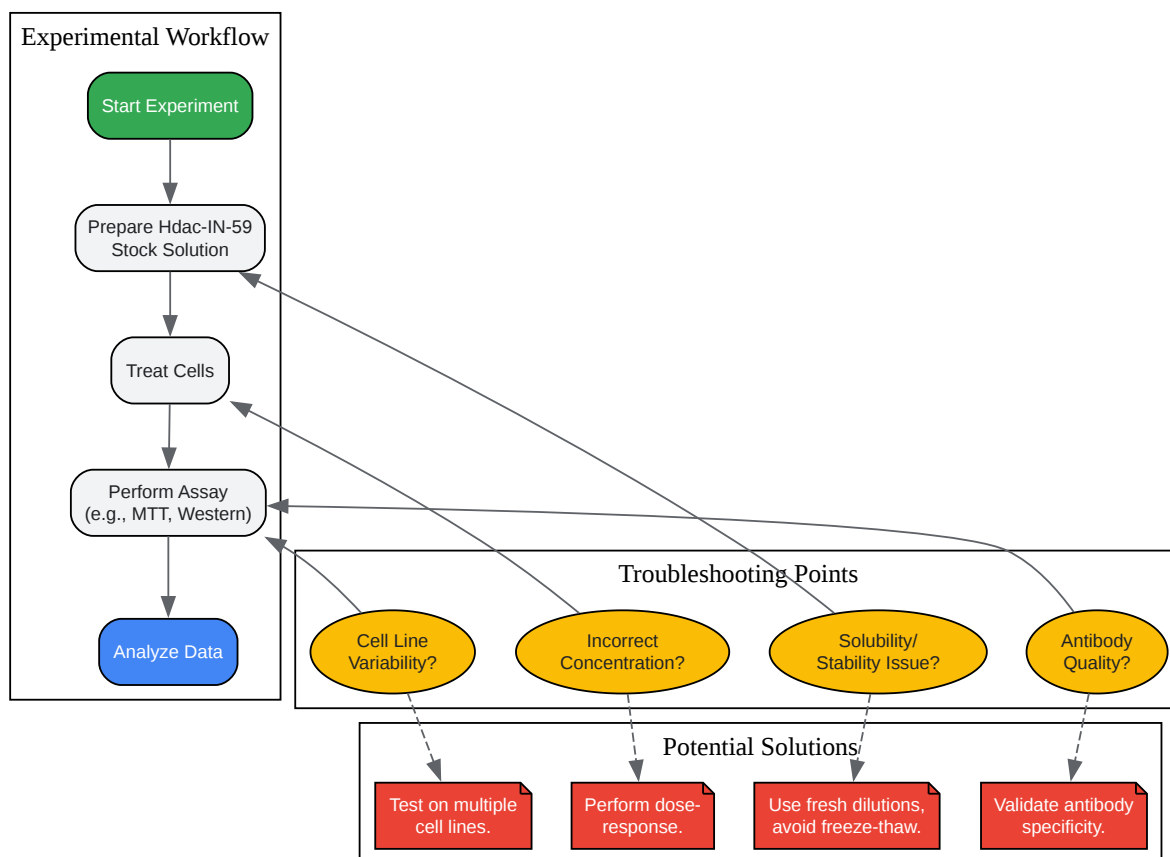 Experimental Workflow
Start Experiment
Prepare Hdac-IN-59
Stock Solution
Treat Cells
Perform Assay
(e.g., MTT, Western)
Analyze Data
Troubleshooting Points
Cell Line
Variability?
Incorrect
Concentration?
Solubility/
Stability Issue?
Antibody
Quality?
Potential Solutions
Test on multiple
cell lines.
Perform dose-
response.
Use fresh dilutions,
avoid freeze-thaw.
Validate antibody
specificity.